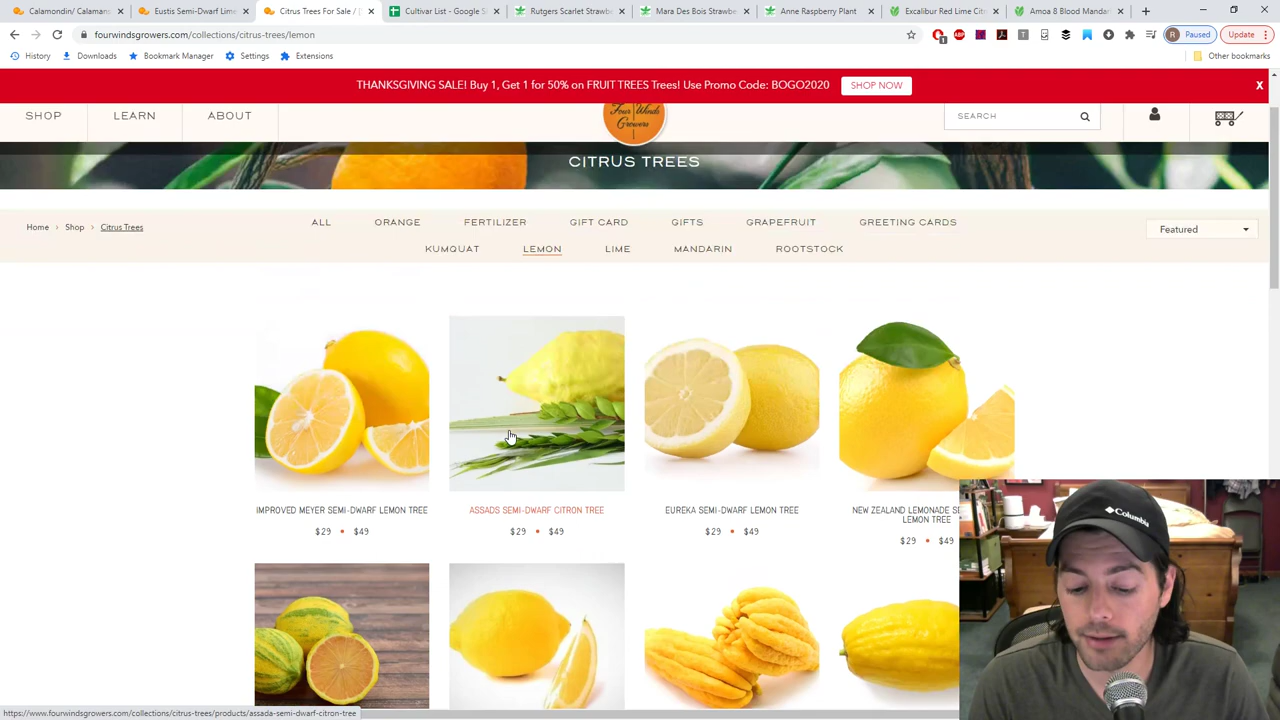 Calamondin/ Calaman
Eustis Semi-Dwarf Lime
Citrus Trees For Sale / [
Cultivar List - Google S
Rutgers Scarlet Strawb
Mara Des Bois Strawbe
Anne Raspberry Plant
Excalibur Red Lime Citr
Amoa 8 Blood Mandar
fourwindsgrowers.com/collections/citrus-trees/lemon
Paused
Update
History
Downloads
Bookmark Manager
Settings
Extensions
Other bookmarks
THANKSGIVING SALE! Buy 1, Get 1 for 50% on FRUIT TREES Trees! Use Promo Code: BOGO2020
SHOP NOW
X
SHOP
LEARN
ABOUT
Four Winds
Growers
SEARCH
CITRUS TREES
Home > Shop > Citrus Trees
ALL ORANGE FERTILIZER GIFT CARD GIFTS GRAPEFRUIT GREETING CARDS
KUMQUAT LEMON LIME MANDARIN ROOTSTOCK
Featured
IMPROVED MEYER SEMI-DWARF LEMON TREE
$29 • $49
ASSADS SEMI-DWARF CITRON TREE
$29 • $49
EUREKA SEMI-DWARF LEMON TREE
$29 • $49
NEW ZEALAND LEMONADE SE
LEMON TREE
$29 • $49
Columbia
https://www.fourwindsgrowers.com/collections/citrus-trees/products/assada-semi-dwarf-citron-tree